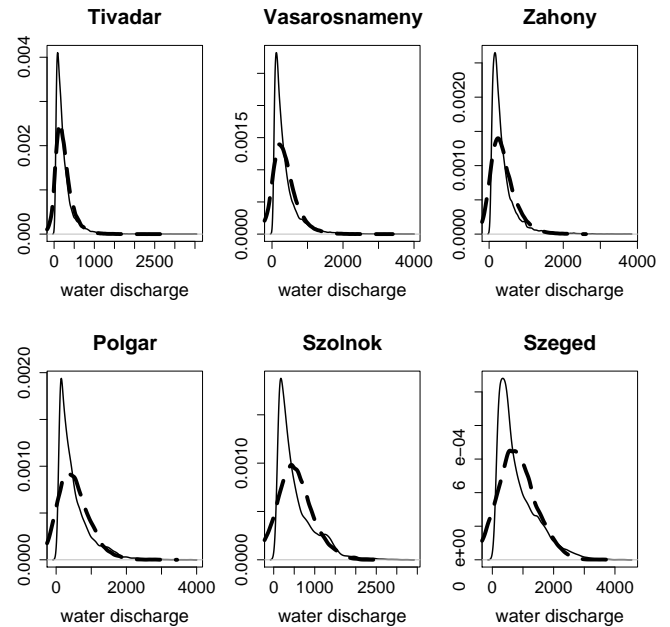 Tivadar Vasarosnameny Zahony
0.000 0.002 0.004
0 1000 2500
water discharge
0.0000 0.0015
0 2000 4000
water discharge
0.0000 0.0010 0.0020
0 2000 4000
water discharge
Polgar Szolnok Szeged
0.0000 0.0010 0.0020
0 2000 4000
water discharge
0.0000 0.0010
0 1000 2500
water discharge
0 e+00 6 e−04
0 2000 4000
water discharge